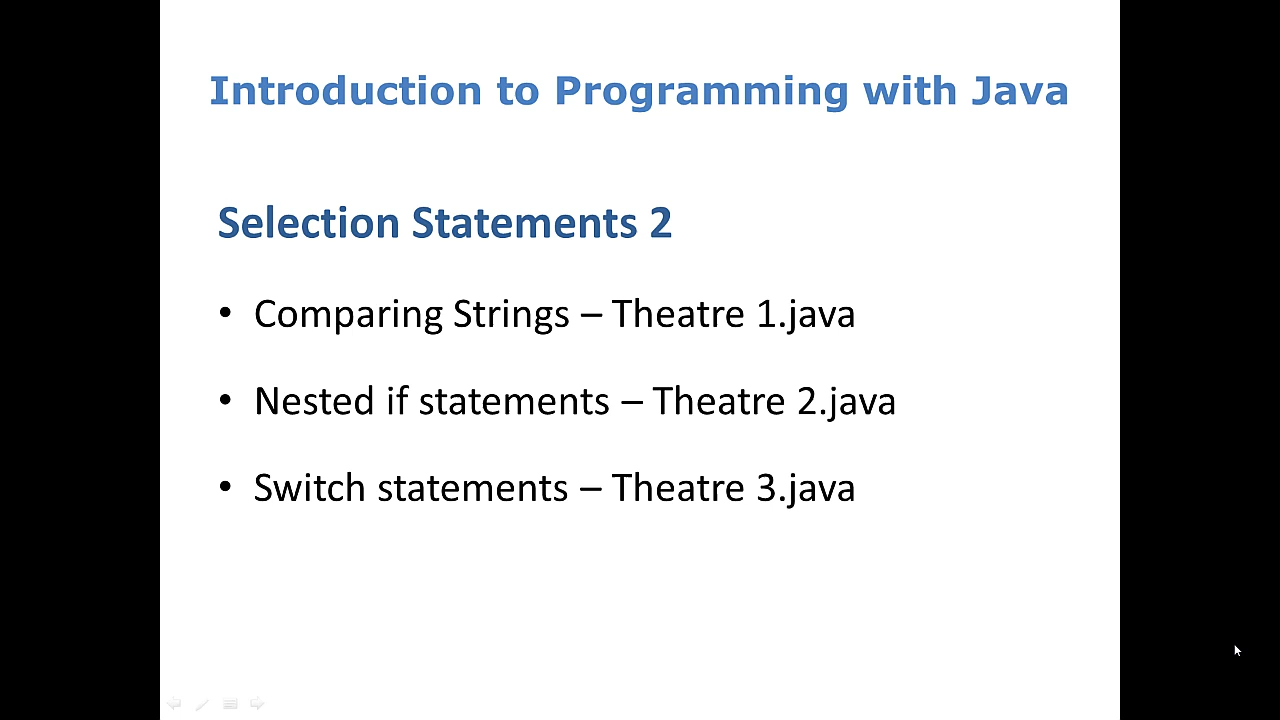 Introduction to Programming with Java
Selection Statements 2
• Comparing Strings – Theatre 1.java
• Nested if statements – Theatre 2.java
• Switch statements – Theatre 3.java